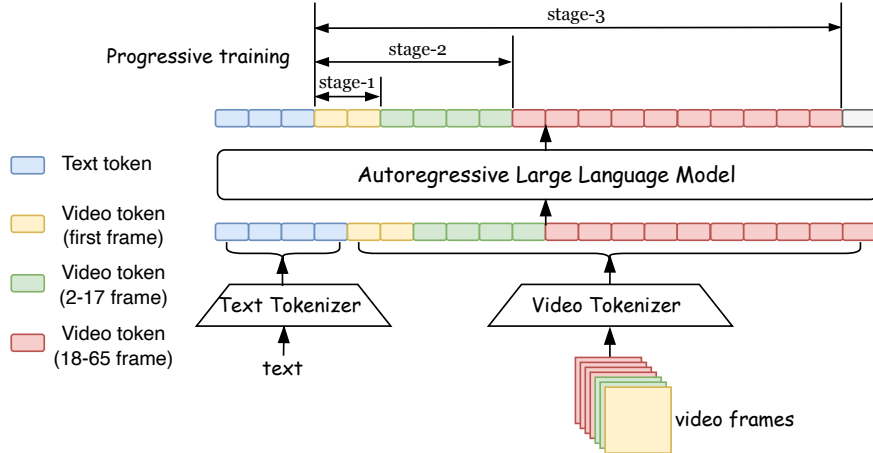 stage-3
Progressive training
stage-2
stage-1
Text token
Autoregressive Large Language Model
Video token
(first frame)
Video token
(2-17 frame)
Text Tokenizer
Video Tokenizer
Video token
(18-65 frame)
text
video frames